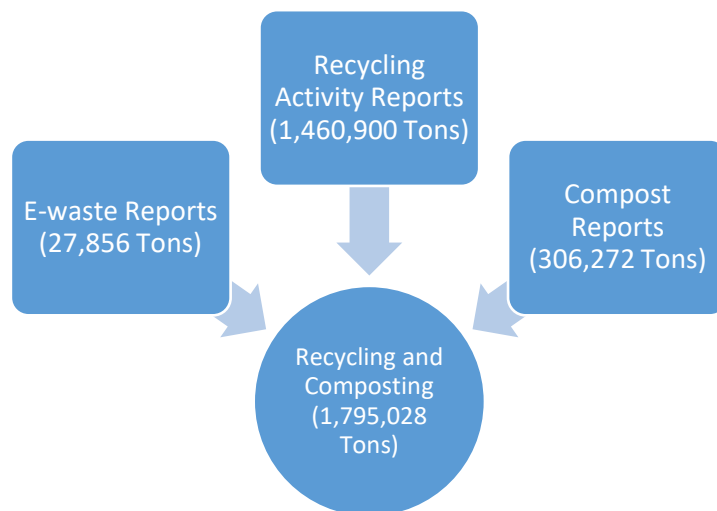 Recycling
Activity Reports
(1,460,900 Tons)
E-waste Reports
(27,856 Tons)
Compost
Reports
(306,272 Tons)
Recycling and
Composting
(1,795,028
Tons)